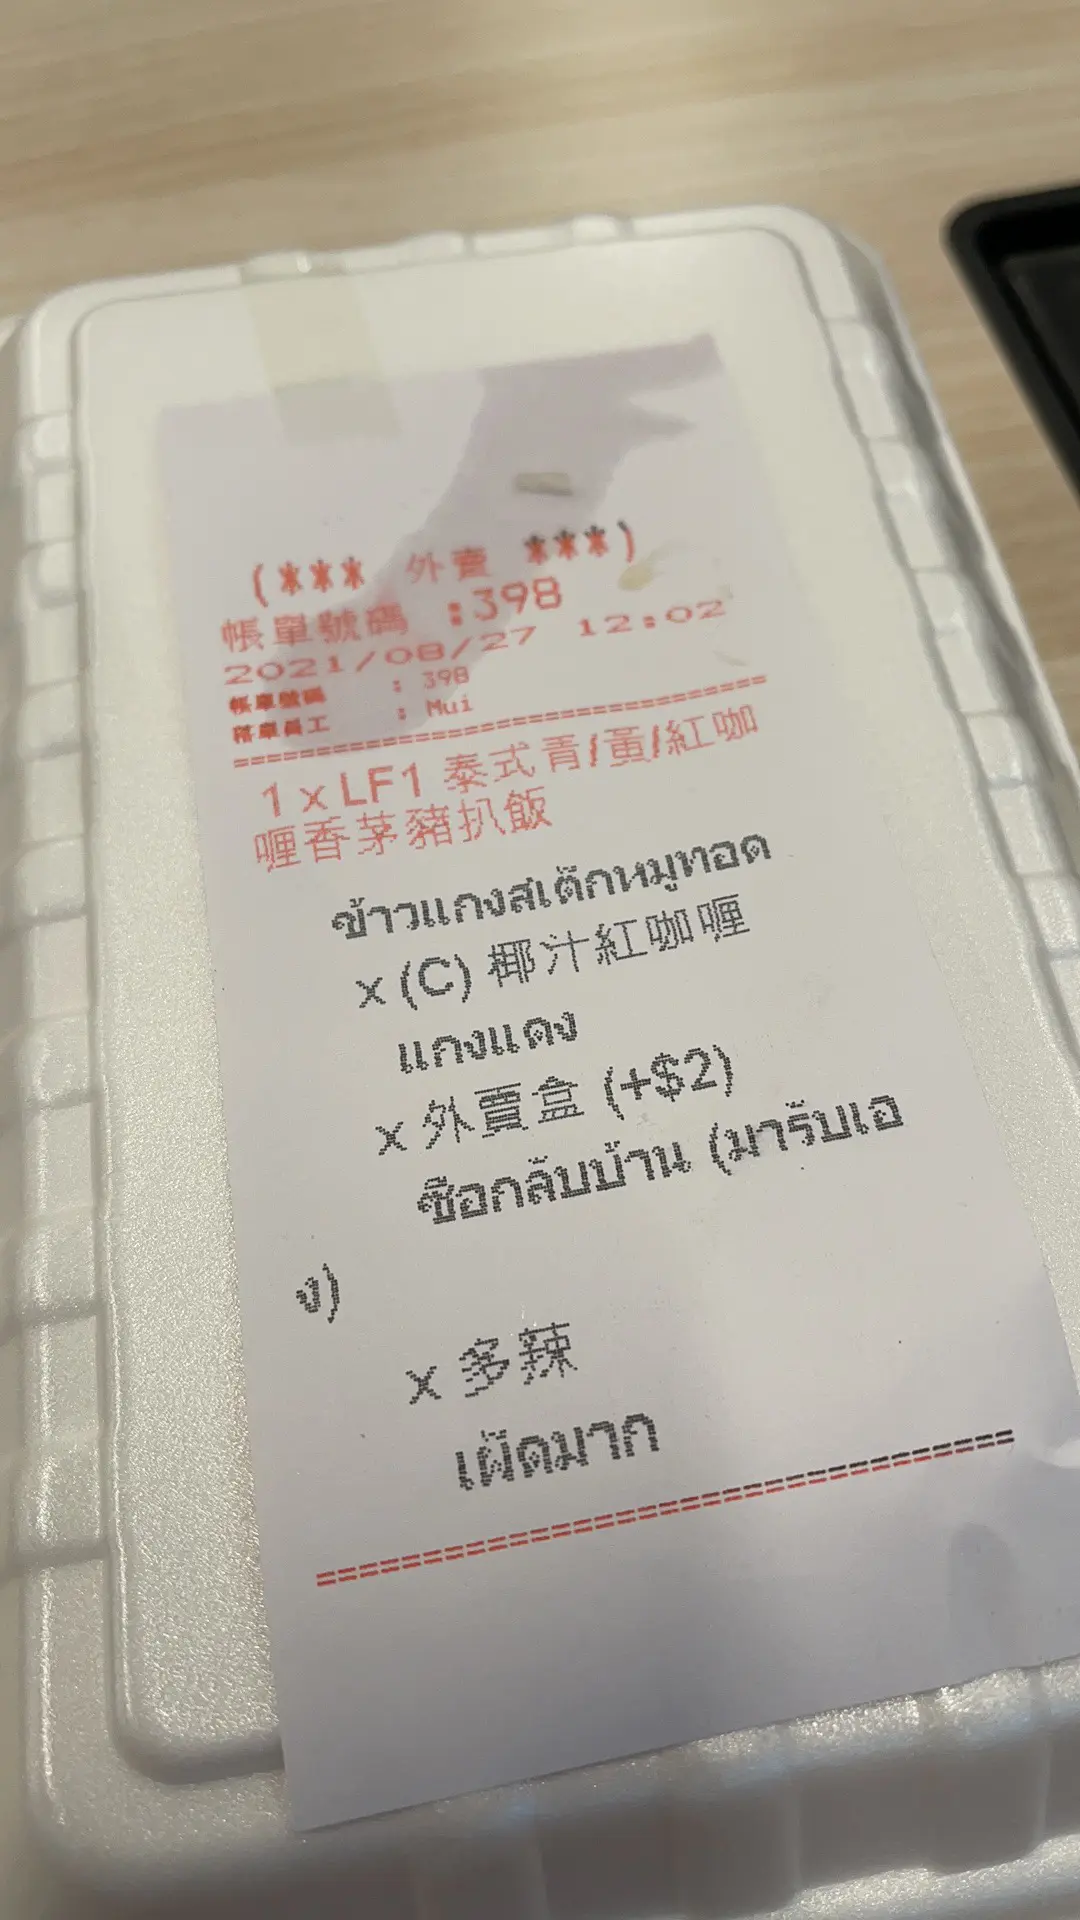 (*** 外賣 ***)
帳單號碼 :398
2021/08/27 12:02
帳單號碼 : 398
落單員工 : Mui
==============================
1 x LF1 泰式青/黃/紅咖
喱香茅豬扒飯
ข้าวแกงสเต๊กหมูทอด
x (C) 椰汁紅咖喱
แกงแดง
x 外賣盒 (+$2)
ซื้อกลับบ้าน (มารับเอ
ง)
x 多辣
เผ็ดมาก
==============================